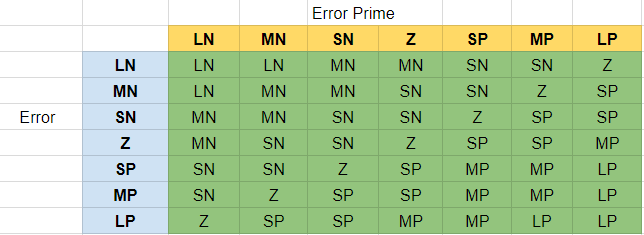 Error Prime
LN MN SN Z SP MP LP
LN LN LN MN MN SN SN Z
MN LN MN MN SN SN Z SP
Error SN MN MN SN SN Z SP SP
Z MN SN SN Z SP SP MP
SP SN SN Z SP MP MP LP
MP SN Z SP SP MP MP LP
LP Z SP SP MP MP LP LP